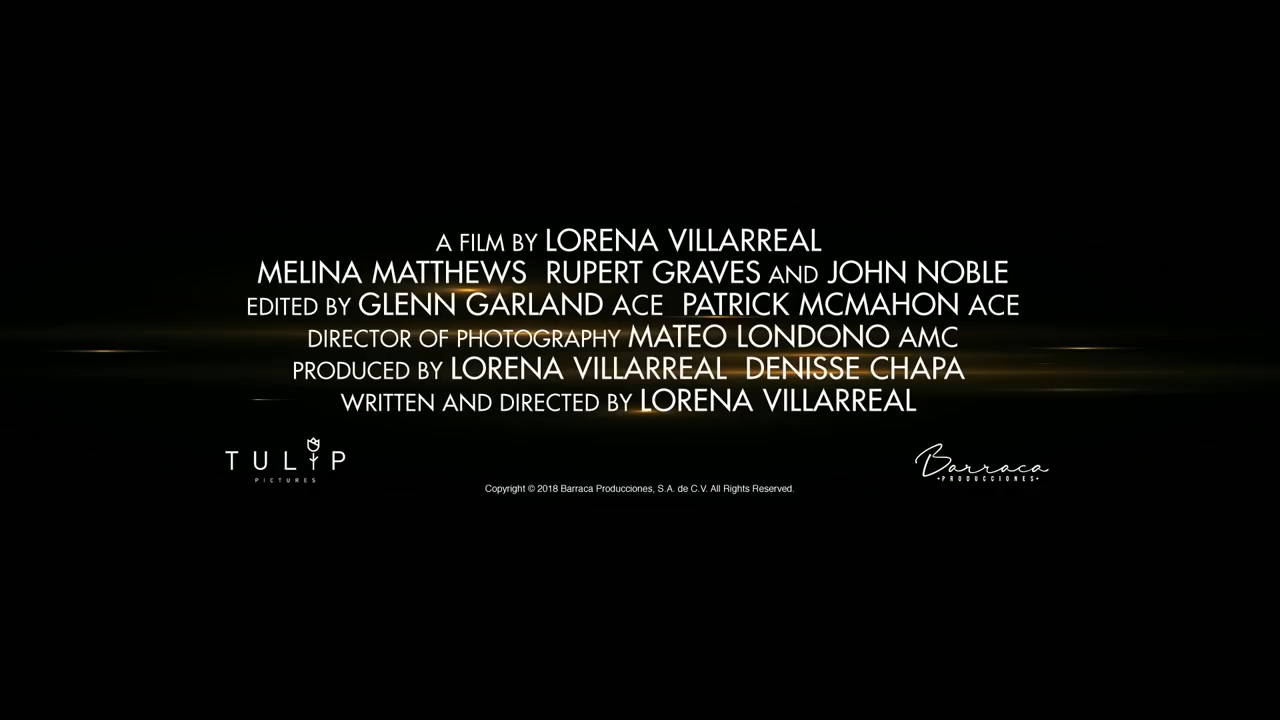 A FILM BY LORENA VILLARREAL
MELINA MATTHEWS RUPERT GRAVES AND JOHN NOBLE
EDITED BY GLENN GARLAND ACE PATRICK MCMAHON ACE
DIRECTOR OF PHOTOGRAPHY MATEO LONDONO AMC
PRODUCED BY LORENA VILLARREAL DENISSE CHAPA
WRITTEN AND DIRECTED BY LORENA VILLARREAL
TULIP
PICTURES
Barraca
•PRODUCCIONES•
Copyright © 2018 Barraca Producciones, S.A. de C.V. All Rights Reserved.